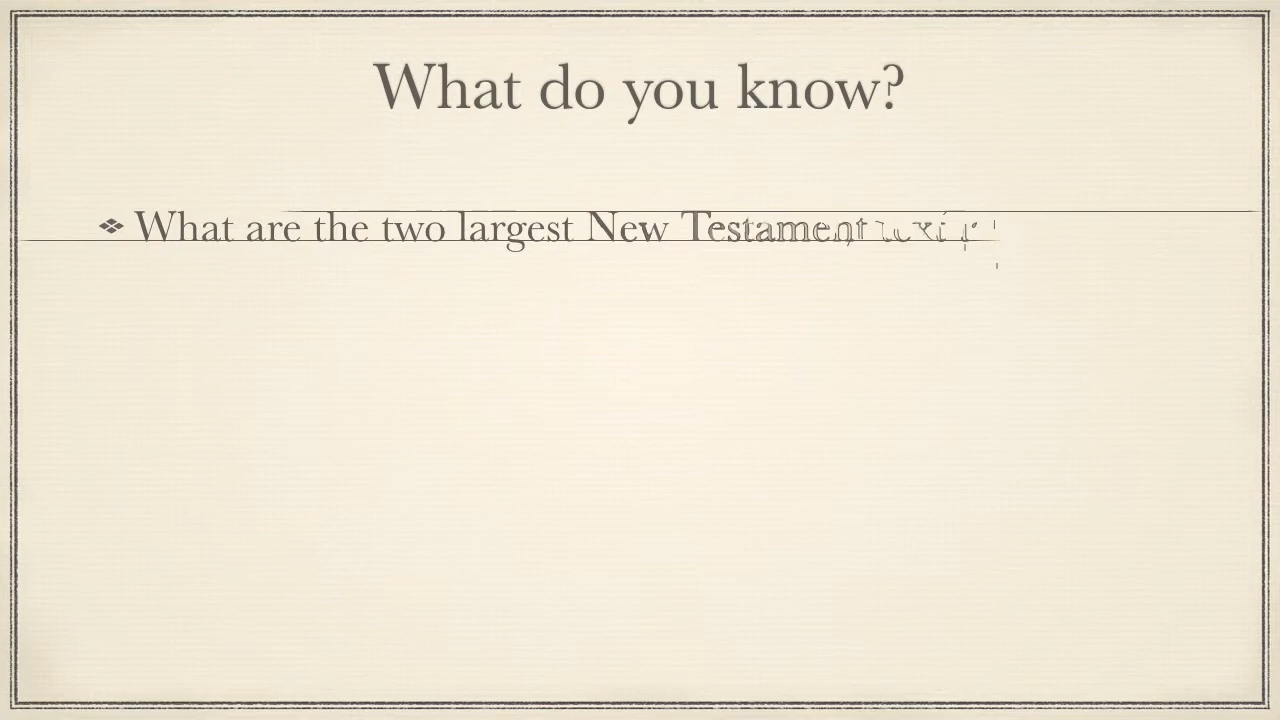 What do you know?
❖ What are the two largest New Testament